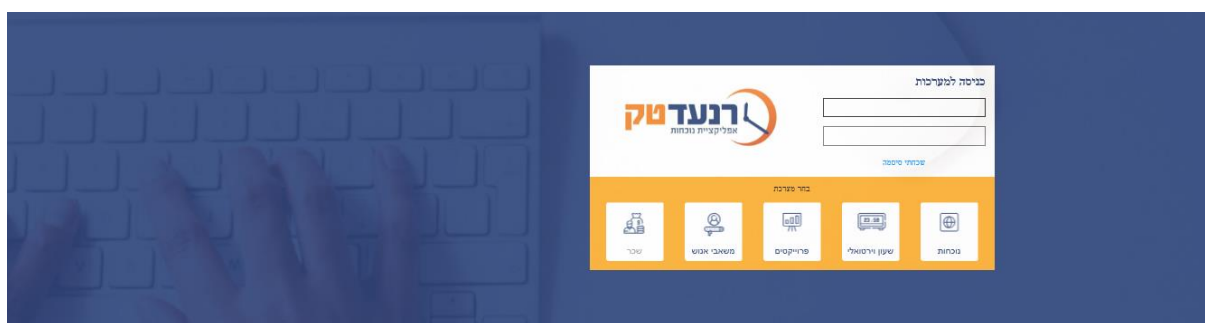 כניסה למערכות
רנעדטק
אפליקציית נוכחות
שכחתי סיסמה
בחר מערכת
נוכחות
שעון וירטואלי
פרוייקטים
משאבי אנוש
שכר